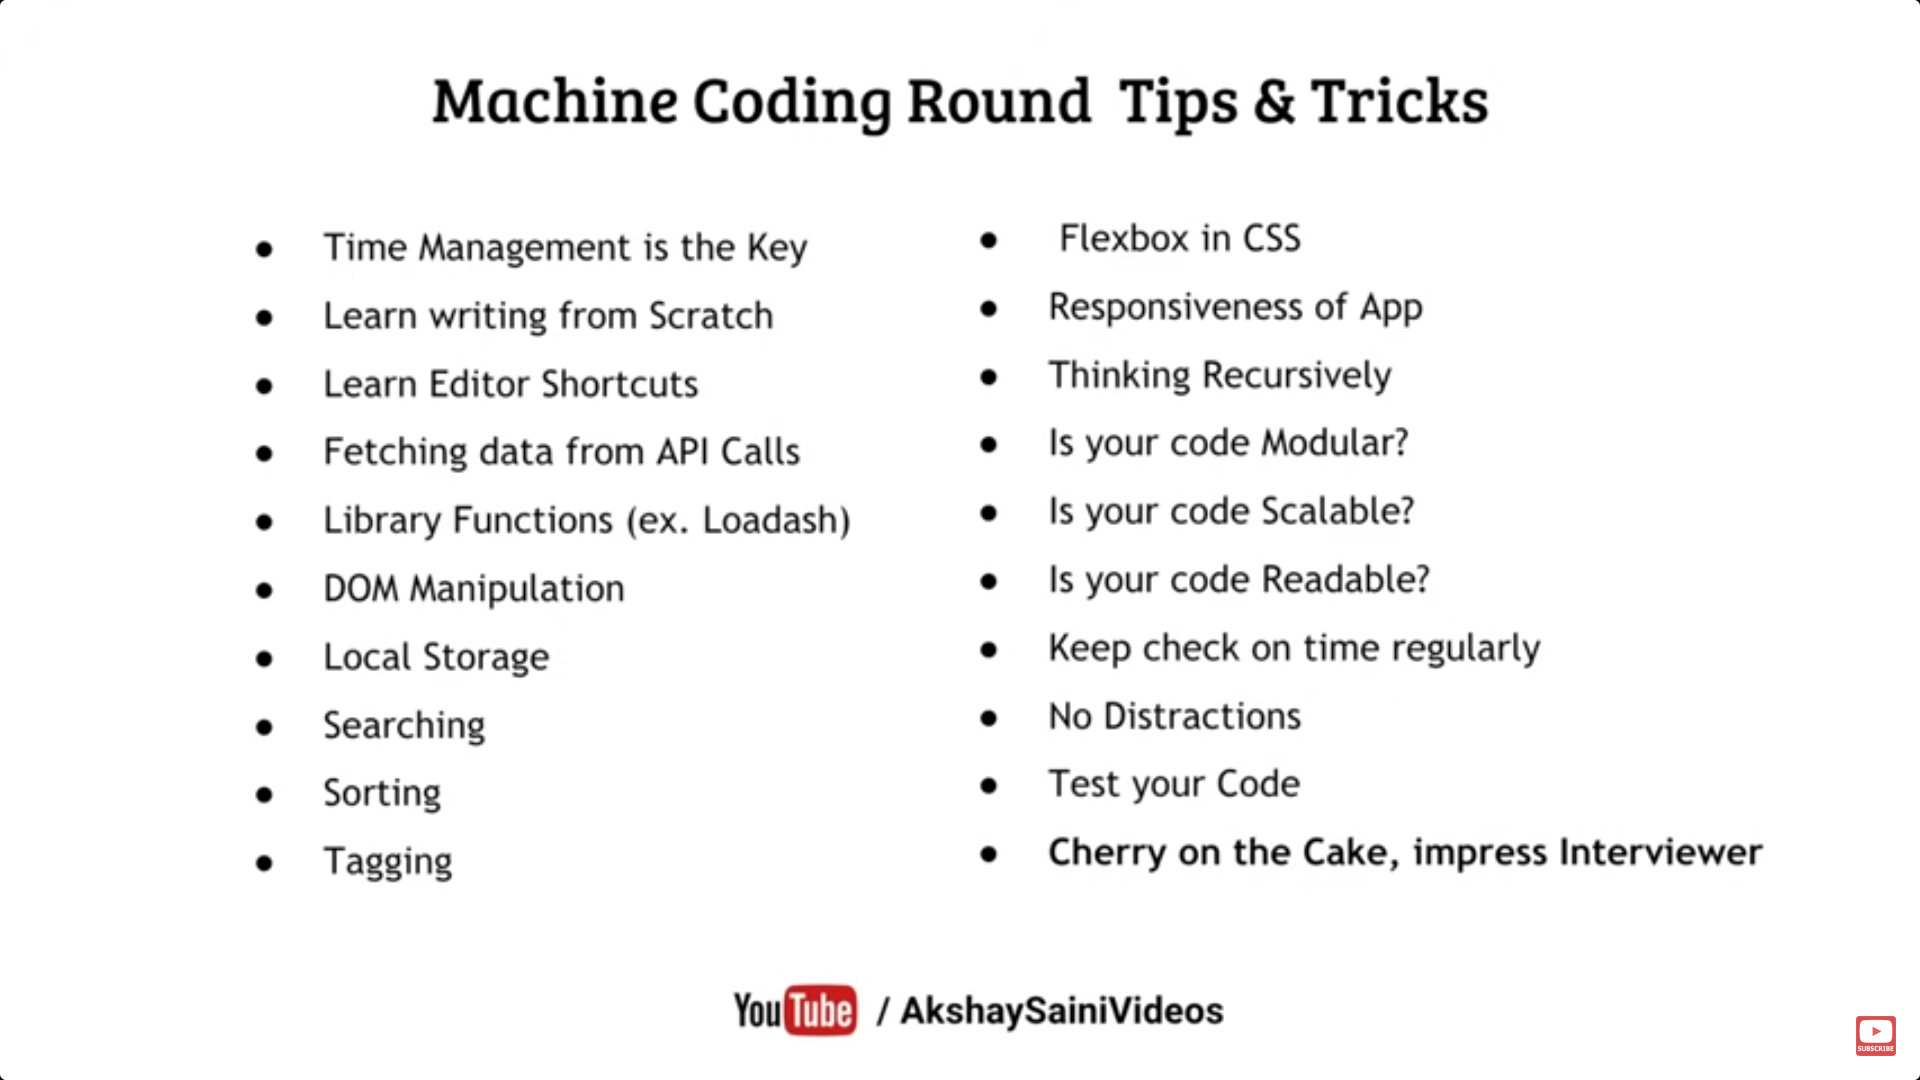 Machine Coding Round Tips & Tricks
● Time Management is the Key
● Learn writing from Scratch
● Learn Editor Shortcuts
● Fetching data from API Calls
● Library Functions (ex. Loadash)
● DOM Manipulation
● Local Storage
● Searching
● Sorting
● Tagging
● Flexbox in CSS
● Responsiveness of App
● Thinking Recursively
● Is your code Modular?
● Is your code Scalable?
● Is your code Readable?
● Keep check on time regularly
● No Distractions
● Test your Code
● Cherry on the Cake, impress Interviewer
YouTube / AkshaySainiVideos
SUBSCRIBE